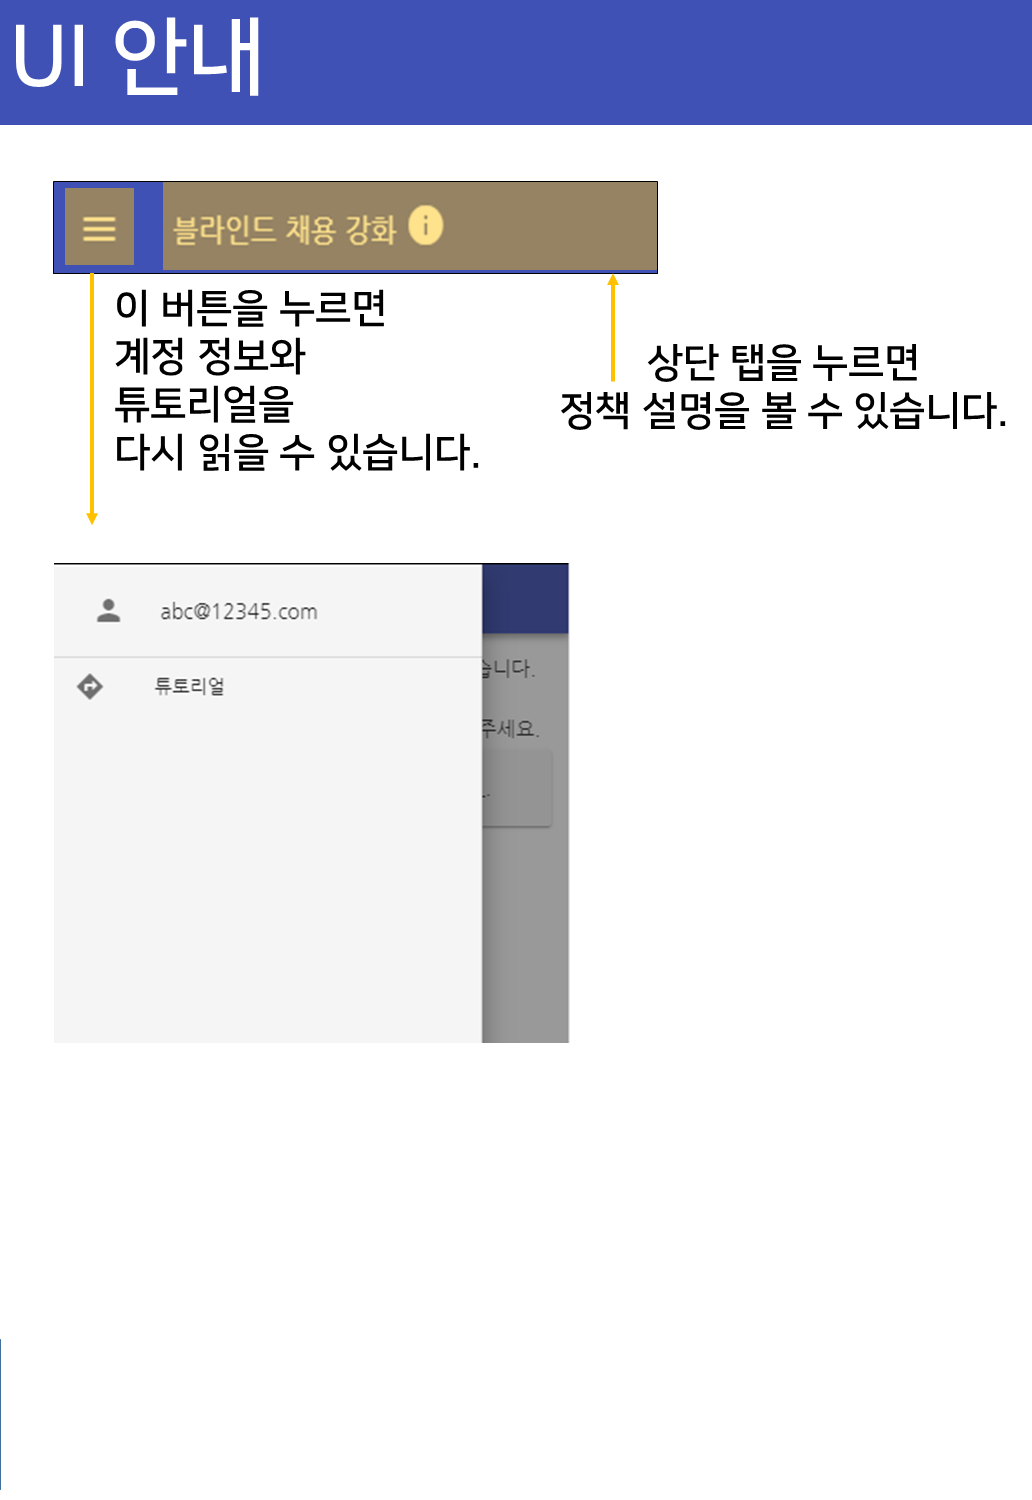 UI 안내
블라인드 채용 강화
이 버튼을 누르면
계정 정보와
튜토리얼을
다시 읽을 수 있습니다.
상단 탭을 누르면
정책 설명을 볼 수 있습니다.
abc@12345.com
튜토리얼
습니다.
주세요.